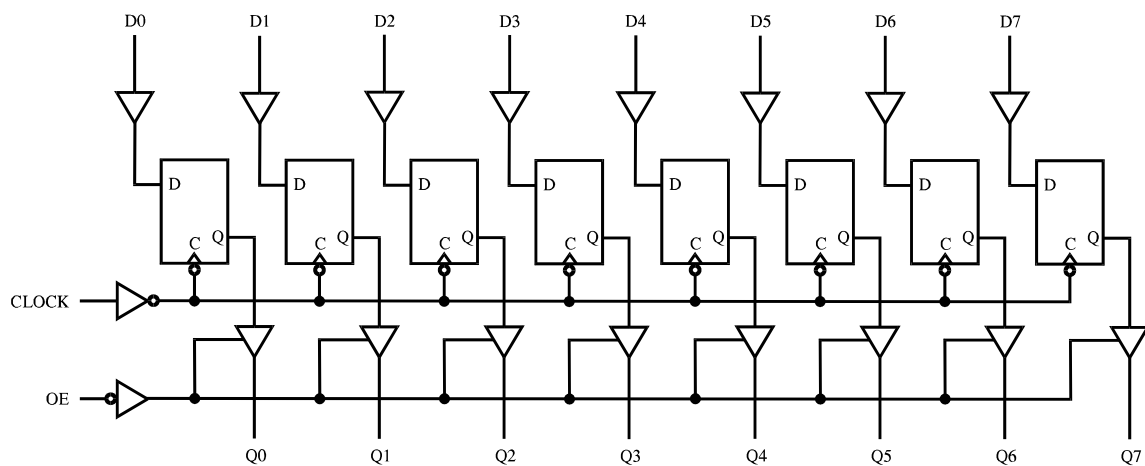 D0 D1 D2 D3 D4 D5 D6 D7
D D D D D D D D
Q Q Q Q Q Q Q Q
C C C C C C C C
CLOCK
OE
Q0 Q1 Q2 Q3 Q4 Q5 Q6 Q7